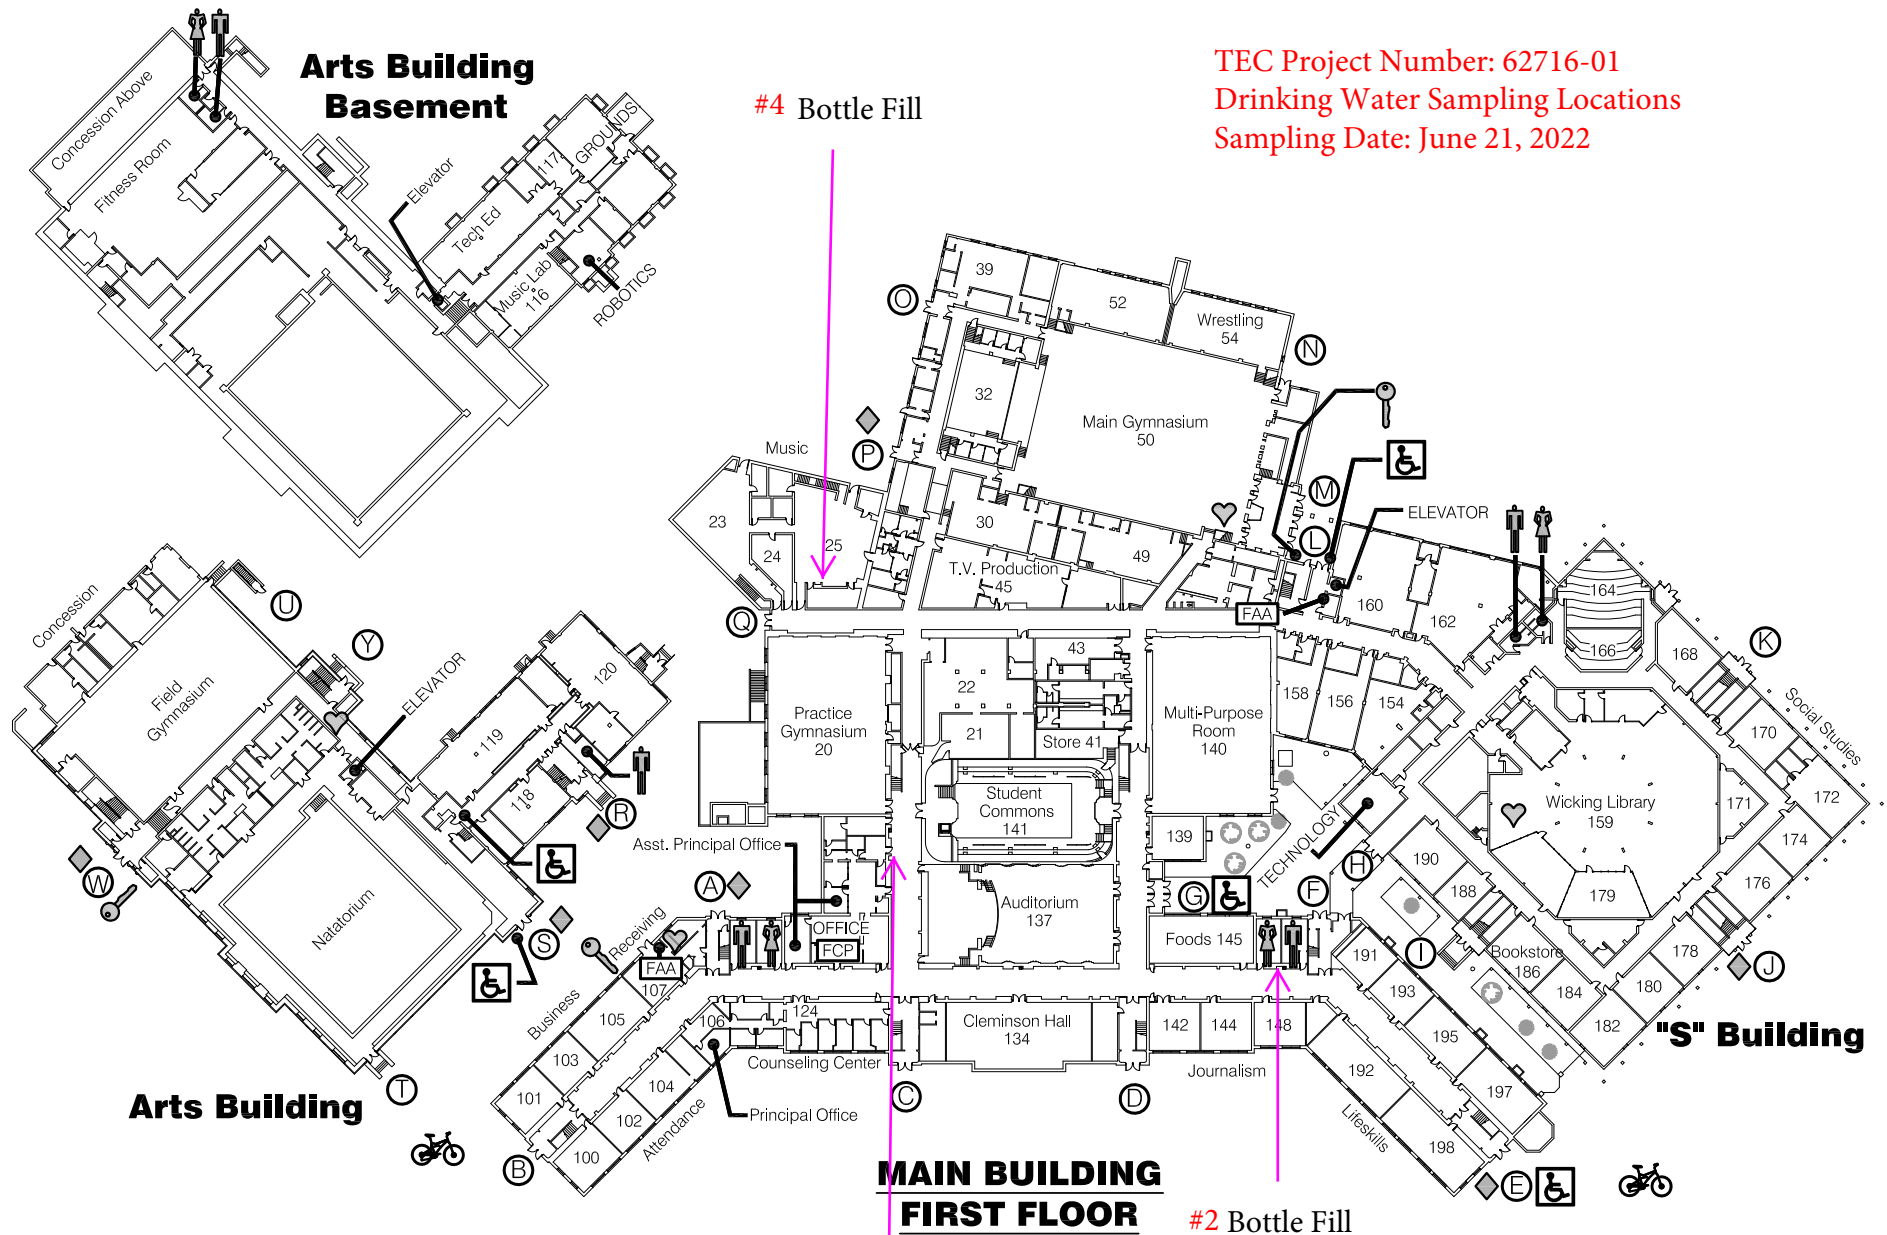 Arts Building
Basement
#4 Bottle Fill
TEC Project Number: 62716-01
Drinking Water Sampling Locations
Sampling Date: June 21, 2022
Concession Above
Fitness Room
Elevator
Tech Ed
117
GROUNDS
Music Lab
116
ROBOTICS
O
39
52
Wrestling
54
N
32
Main Gymnasium
50
P
Music
23
24
25
30
49
T.V. Production
45
M
L
ELEVATOR
FAA
160
162
164
166
168
K
Q
43
22
21
Store 41
Practice
Gymnasium
20
Multi-Purpose
Room
140
158
156
154
Social Studies
170
172
171
174
176
Wicking Library
159
179
Student
Commons
141
139
TECHNOLOGY
H
190
188
Concession
U
Y
Field
Gymnasium
ELEVATOR
120
119
118
R
W
Natatorium
S
T
Arts Building
Asst. Principal Office
A
OFFICE
FCP
Auditorium
137
G
F
Foods 145
I
Bookstore
186
184
178
180
182
J
"S" Building
Receiving
FAA
107
Business
105
103
101
106
104
102
100
Attendance
B
124
Counseling Center
Principal Office
C
Cleminson Hall
134
D
142
144
148
Journalism
191
193
195
197
192
198
Lifeskills
E
MAIN BUILDING
FIRST FLOOR
#2 Bottle Fill